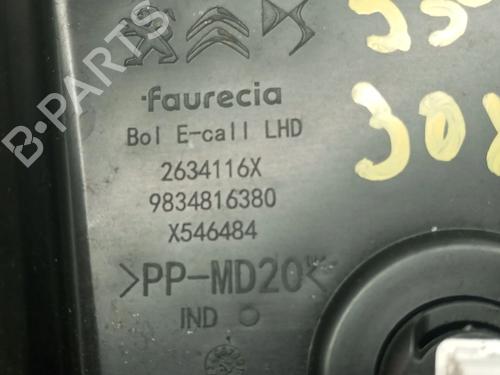 faurecia
Bol E-call LHD
2634116X
9834816380
X546484
>PP-MD20<
IND
B-PARTS